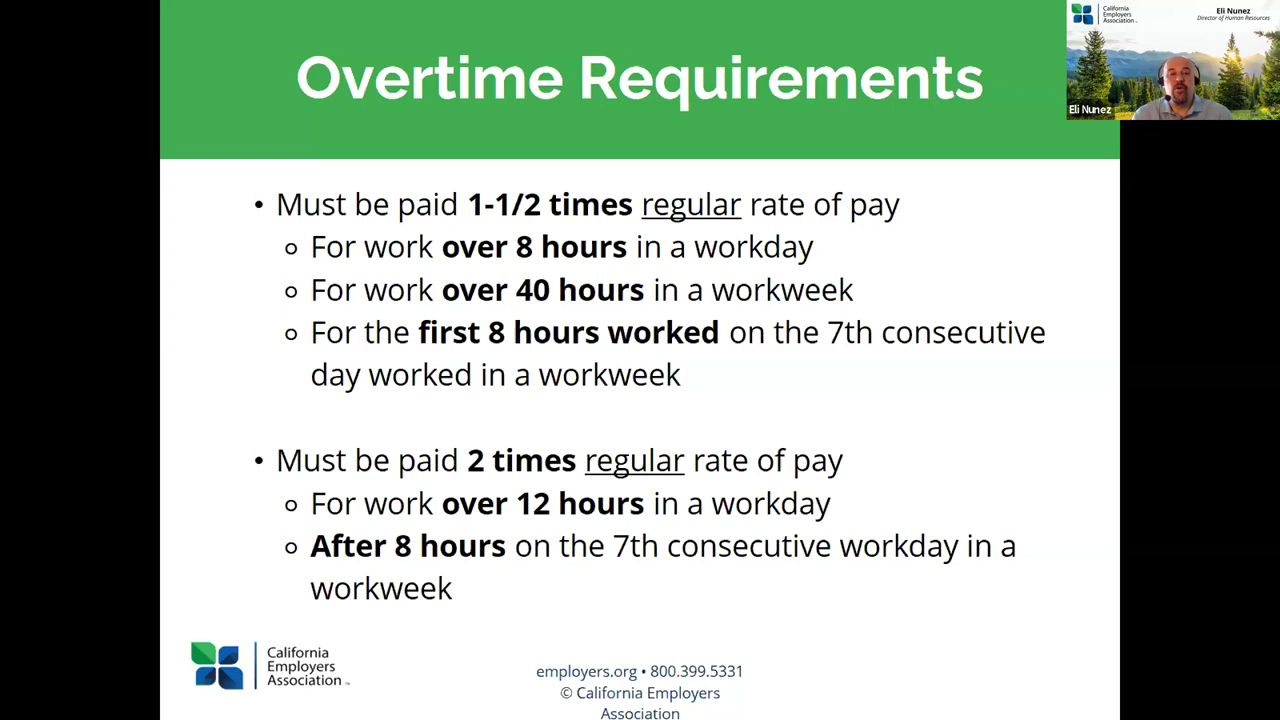 Overtime Requirements
California
Employers
Association™
Eli Nunez
Director of Human Resources
Eli Nunez
• Must be paid 1-1/2 times regular rate of pay
○ For work over 8 hours in a workday
○ For work over 40 hours in a workweek
○ For the first 8 hours worked on the 7th consecutive
day worked in a workweek
• Must be paid 2 times regular rate of pay
○ For work over 12 hours in a workday
○ After 8 hours on the 7th consecutive workday in a
workweek
California
Employers
Association™
employers.org • 800.399.5331
© California Employers
Association